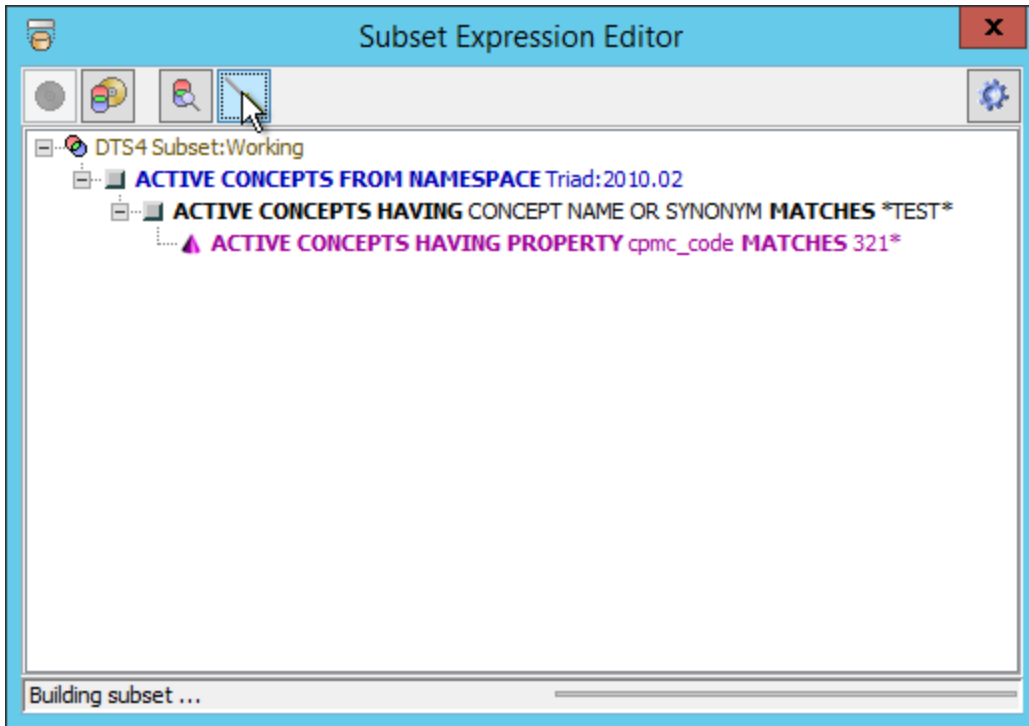 Subset Expression Editor
x
DTS4 Subset:Working
ACTIVE CONCEPTS FROM NAMESPACE Triad:2010.02
ACTIVE CONCEPTS HAVING CONCEPT NAME OR SYNONYM MATCHES *TEST*
ACTIVE CONCEPTS HAVING PROPERTY cpmc_code MATCHES 321*
Building subset ...